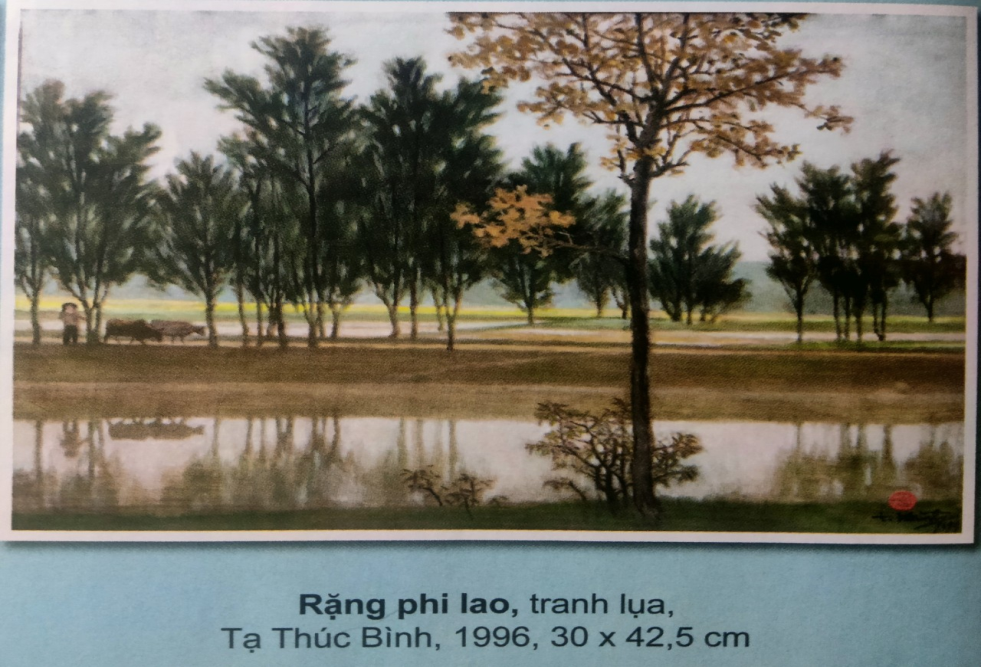 Rặng phi lao, tranh lụa,
Tạ Thúc Bình, 1996, 30 x 42,5 cm